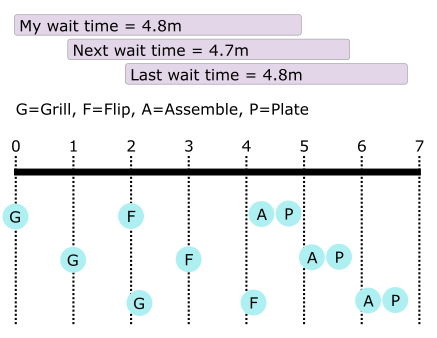 My wait time = 4.8m
Next wait time = 4.7m
Last wait time = 4.8m
G=Grill, F=Flip, A=Assemble, P=Plate
0 1 2 3 4 5 6 7
G F A P
G F A P
G F A P